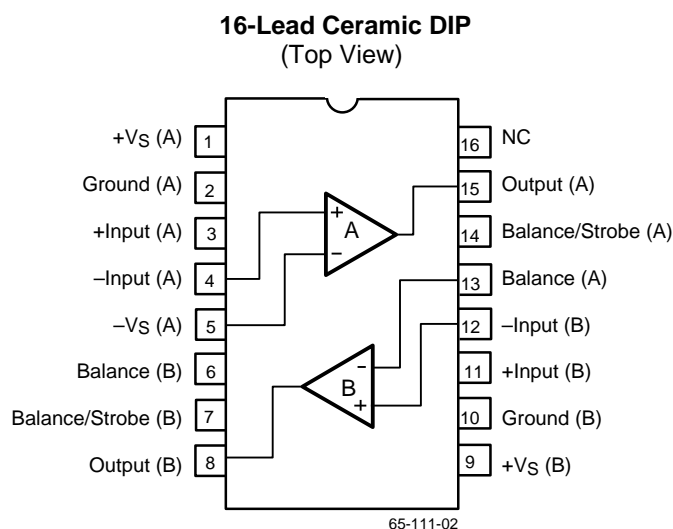 16-Lead Ceramic DIP
(Top View)
+VS (A) 1
Ground (A) 2
+Input (A) 3
–Input (A) 4
–VS (A) 5
Balance (B) 6
Balance/Strobe (B) 7
Output (B) 8
16 NC
15 Output (A)
14 Balance/Strobe (A)
13 Balance (A)
12 –Input (B)
11 +Input (B)
10 Ground (B)
9 +VS (B)
+
A
–
-
B
+
65-111-02